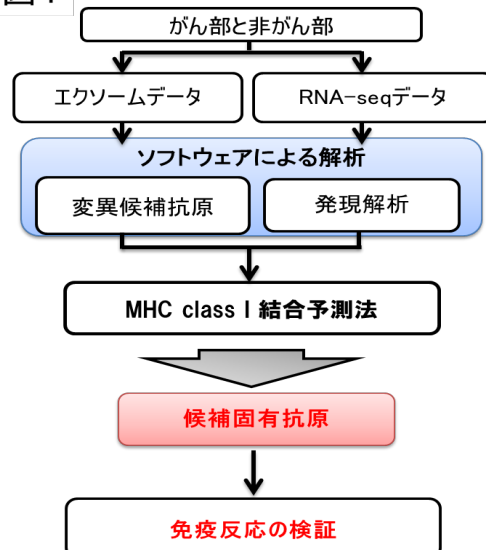 がん部と非がん部
エクソームデータ
RNA-seqデータ
ソフトウェアによる解析
変異候補抗原
発現解析
MHC class I 結合予測法
候補固有抗原
免疫反応の検証